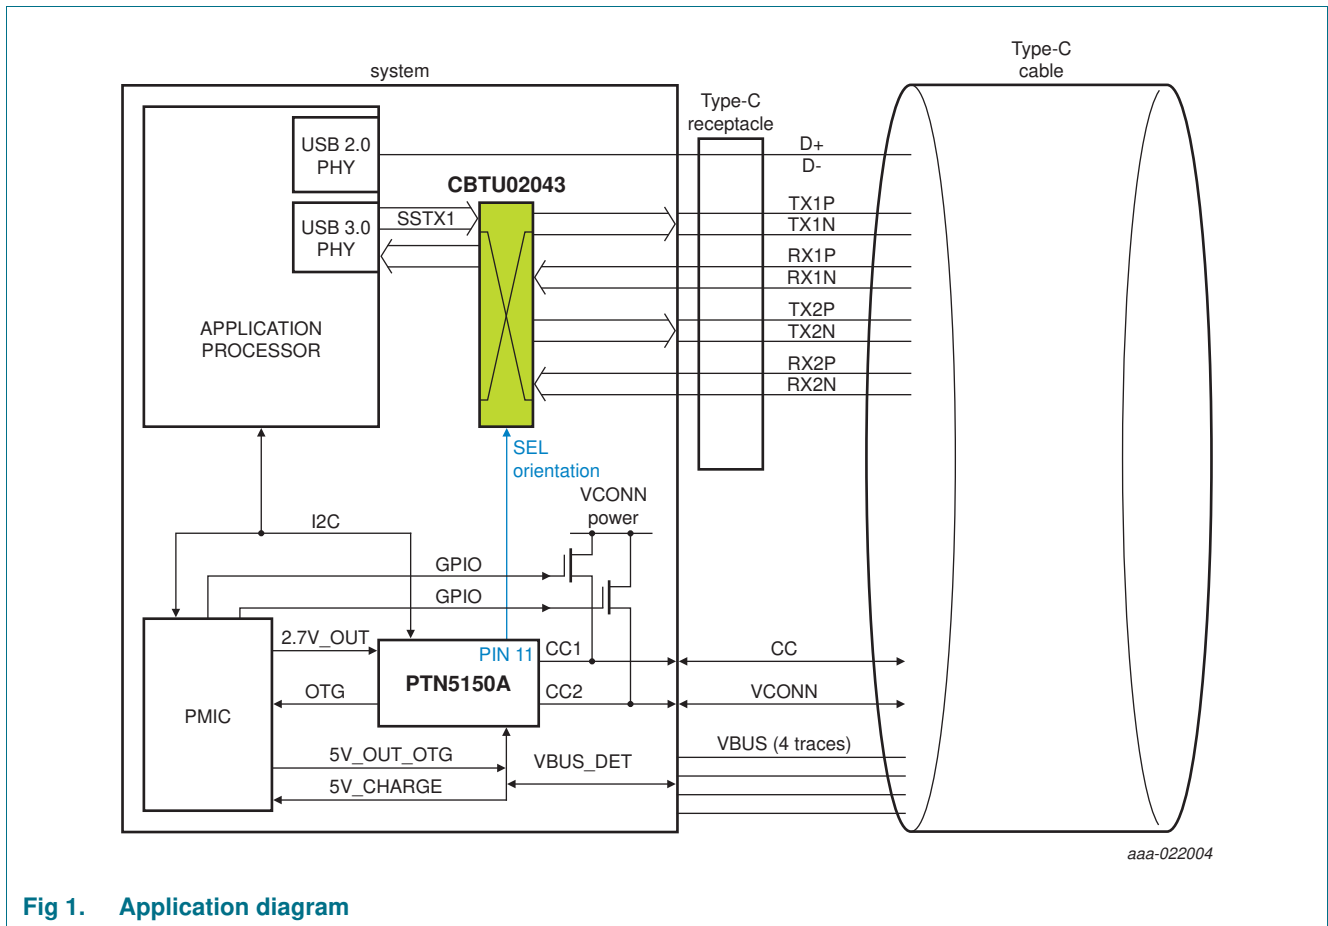 system
Type-C
cable
Type-C
receptacle
USB 2.0
PHY
D+
D-
CBTU02043
USB 3.0
PHY
SSTX1
TX1P
TX1N
RX1P
RX1N
TX2P
TX2N
RX2P
RX2N
APPLICATION
PROCESSOR
SEL
orientation
VCONN
power
I2C
GPIO
GPIO
2.7V_OUT
PIN 11
CC1
CC
PTN5150A
OTG
CC2
VCONN
PMIC
5V_OUT_OTG
VBUS_DET
VBUS (4 traces)
5V_CHARGE
aaa-022004
Fig 1. Application diagram